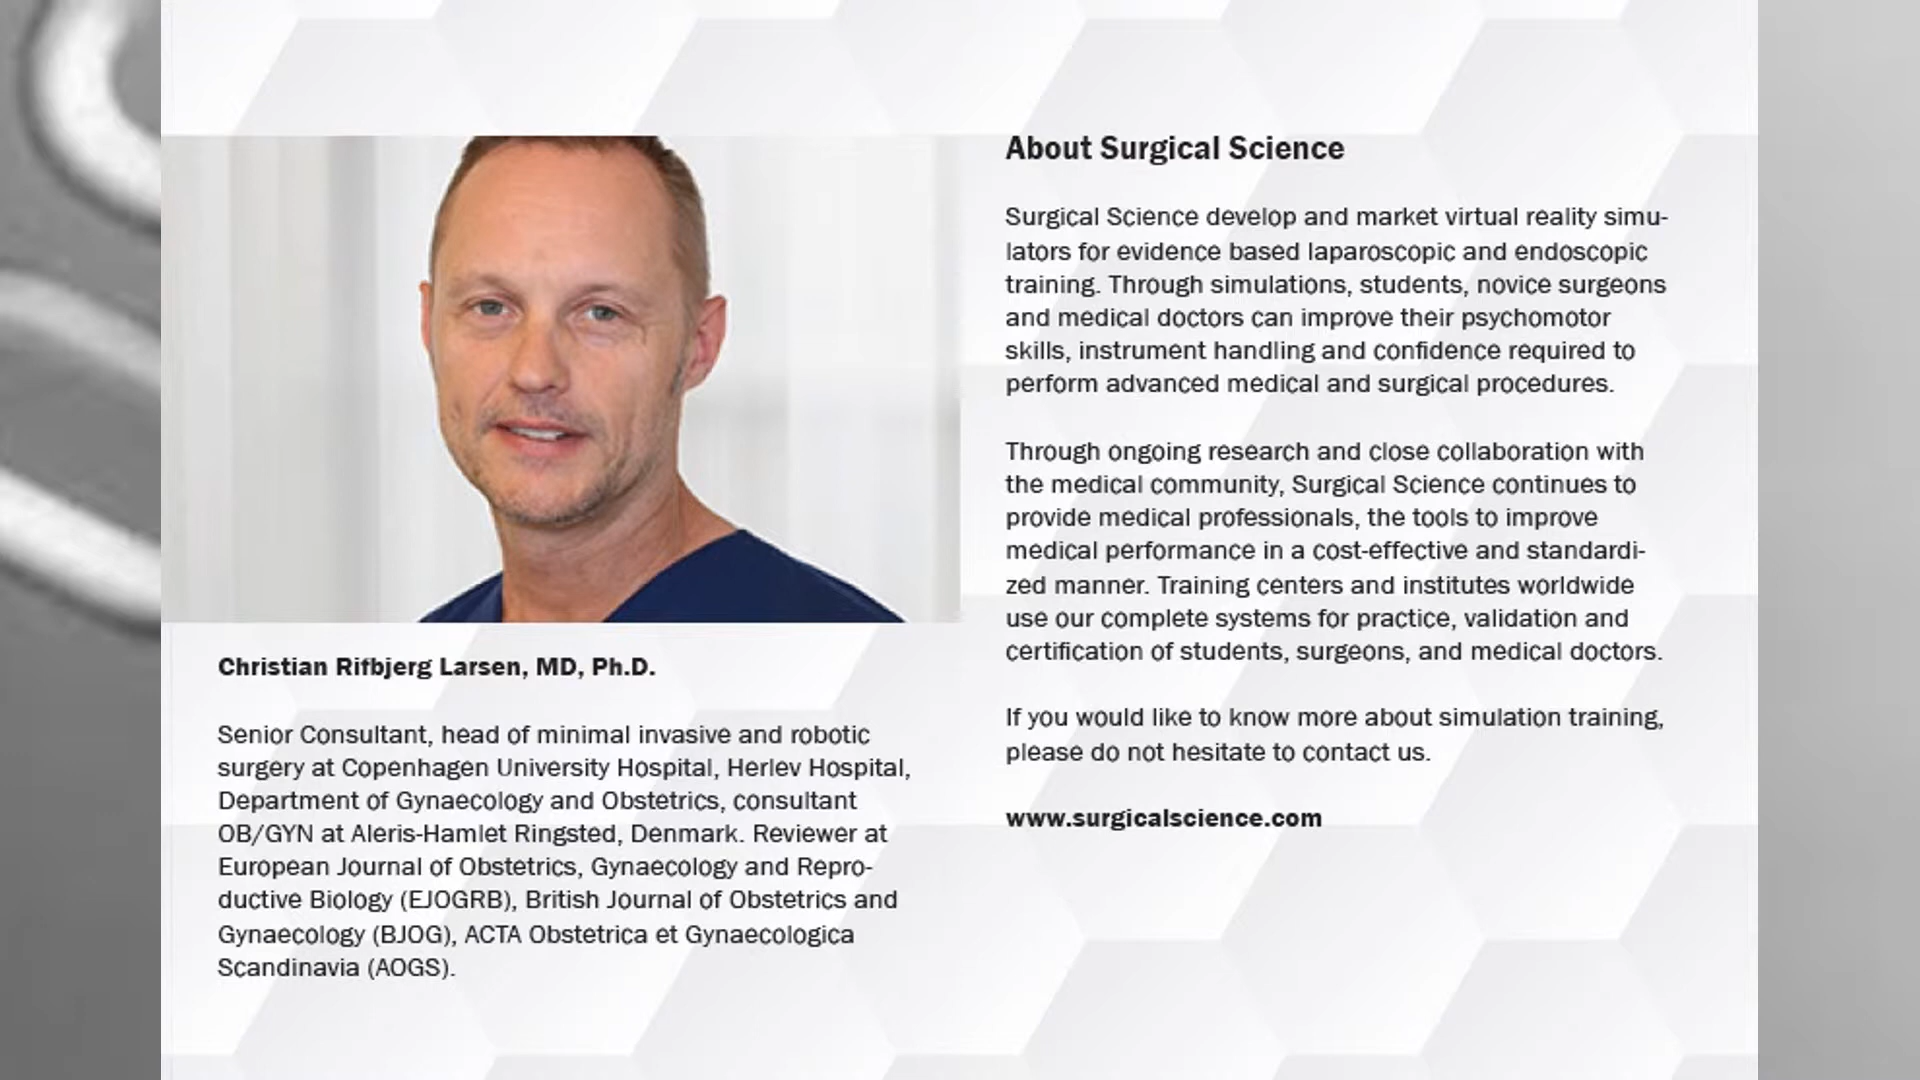 Christian Rifbjerg Larsen, MD, Ph.D.
Senior Consultant, head of minimal invasive and robotic
surgery at Copenhagen University Hospital, Herlev Hospital,
Department of Gynaecology and Obstetrics, consultant
OB/GYN at Aleris-Hamlet Ringsted, Denmark. Reviewer at
European Journal of Obstetrics, Gynaecology and Repro-
ductive Biology (EJOGRB), British Journal of Obstetrics and
Gynaecology (BJOG), ACTA Obstetrica et Gynaecologica
Scandinavia (AOGS).
About Surgical Science
Surgical Science develop and market virtual reality simu-
lators for evidence based laparoscopic and endoscopic
training. Through simulations, students, novice surgeons
and medical doctors can improve their psychomotor
skills, instrument handling and confidence required to
perform advanced medical and surgical procedures.
Through ongoing research and close collaboration with
the medical community, Surgical Science continues to
provide medical professionals, the tools to improve
medical performance in a cost-effective and standardi-
zed manner. Training centers and institutes worldwide
use our complete systems for practice, validation and
certification of students, surgeons, and medical doctors.
If you would like to know more about simulation training,
please do not hesitate to contact us.
www.surgicalscience.com